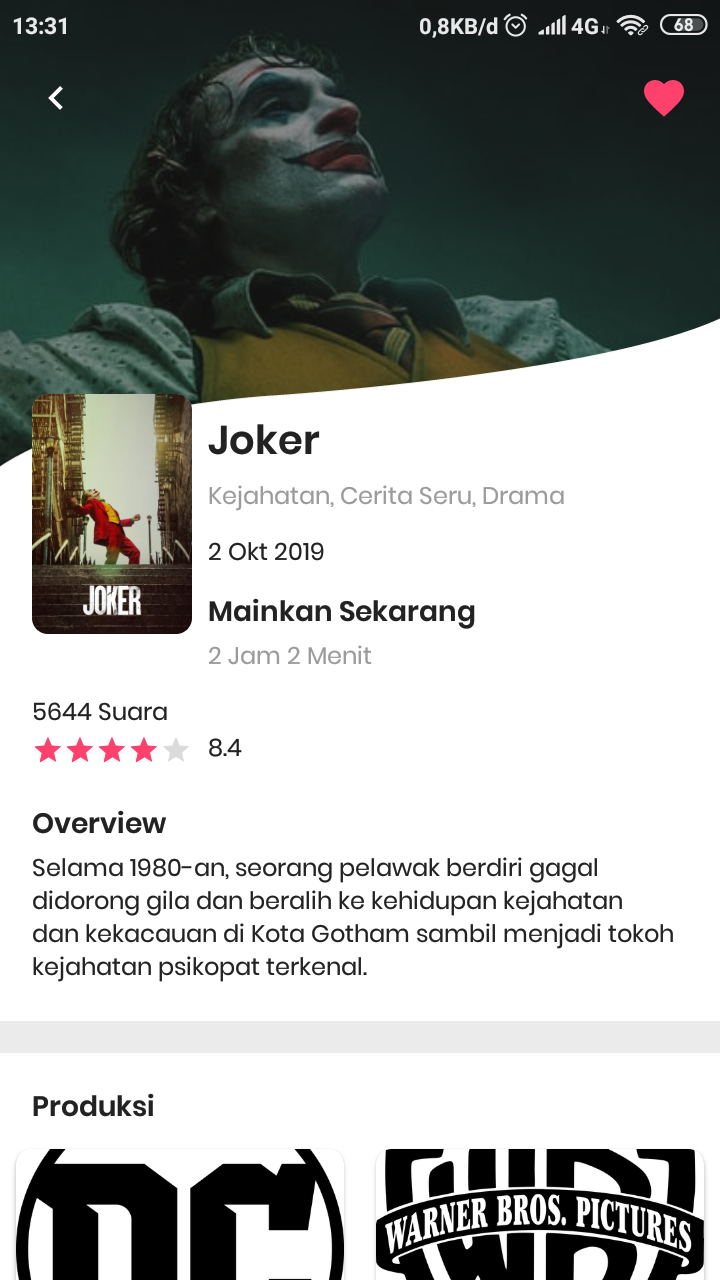 13:31
0,8KB/d
4G
68
Joker
Kejahatan, Cerita Seru, Drama
2 Okt 2019
Mainkan Sekarang
2 Jam 2 Menit
JOKER
5644 Suara
8.4
Overview
Selama 1980-an, seorang pelawak berdiri gagal
didorong gila dan beralih ke kehidupan kejahatan
dan kekacauan di Kota Gotham sambil menjadi tokoh
kejahatan psikopat terkenal.
Produksi
DC
WB
WARNER BROS. PICTURES